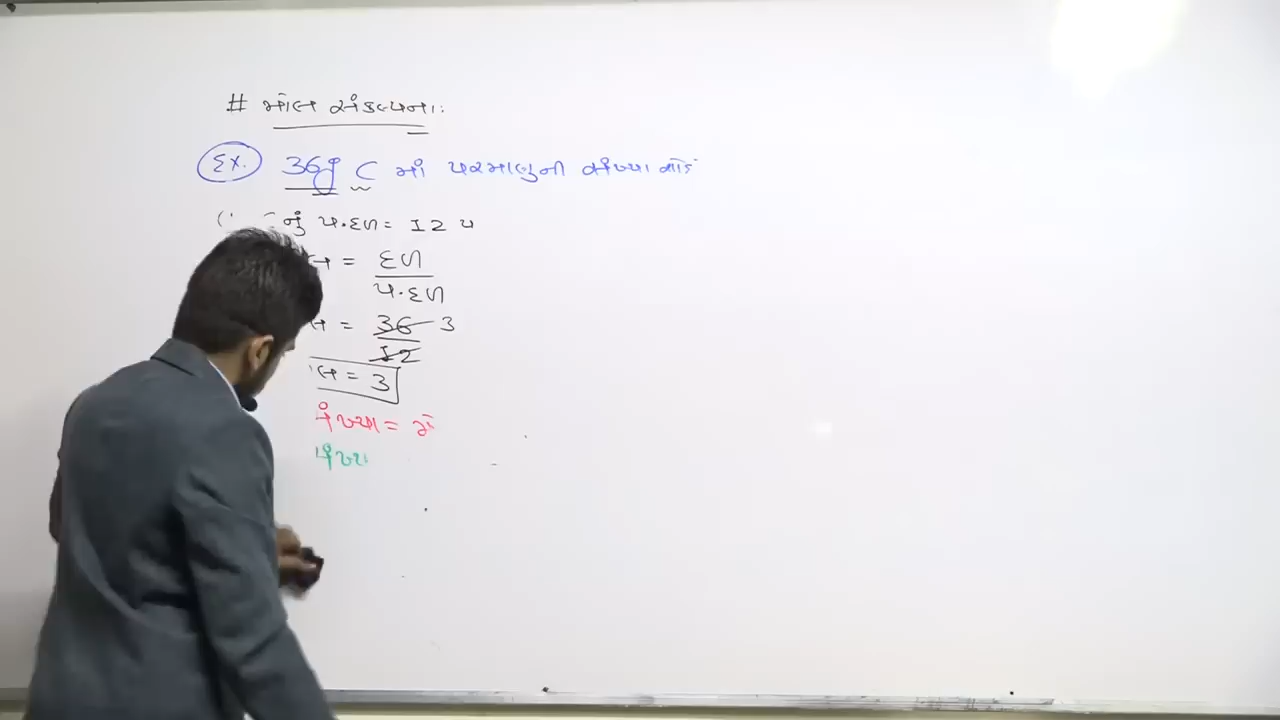 # મોલ સંકલ્પના:
Ex. 36g C માં પરમાણુની સંખ્યા શોધ
નું પ.દળ = 12
= દળ / પ.દળ
= 36 / 12 3
લ = 3
સંખ્યા = મો
સંખ્ય